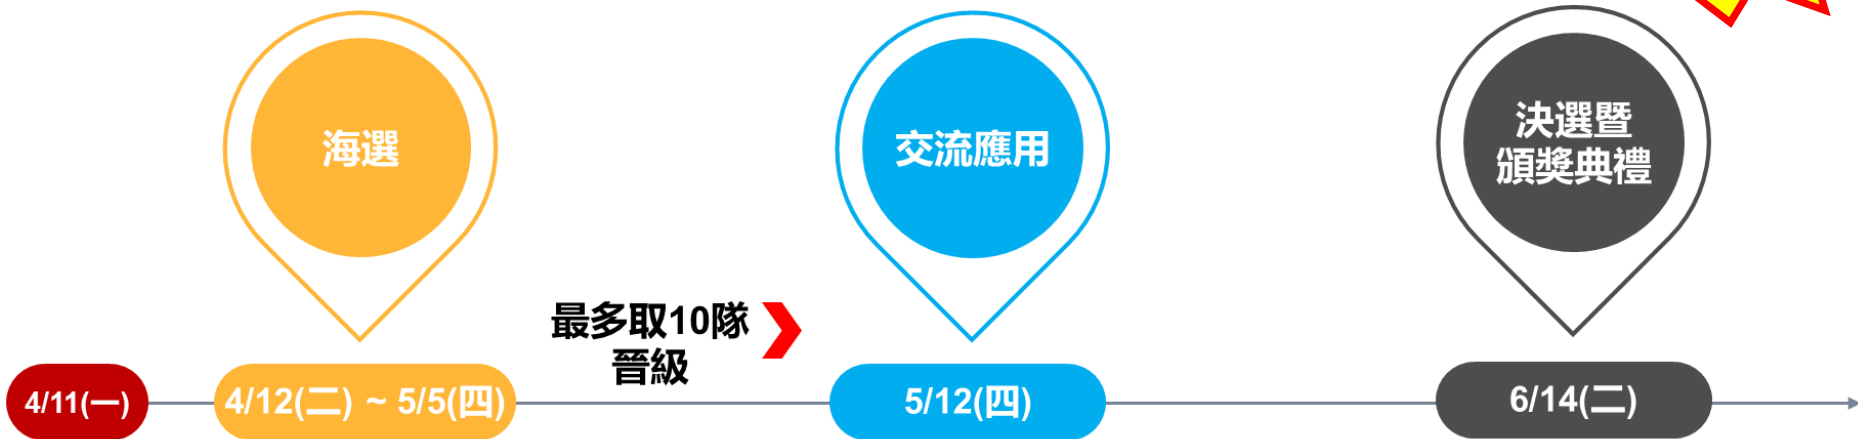 海選
交流應用
決選暨
頒獎典禮
最多取10隊
晉級
4/11(一)
4/12(二) ~ 5/5(四)
5/12(四)
6/14(二)